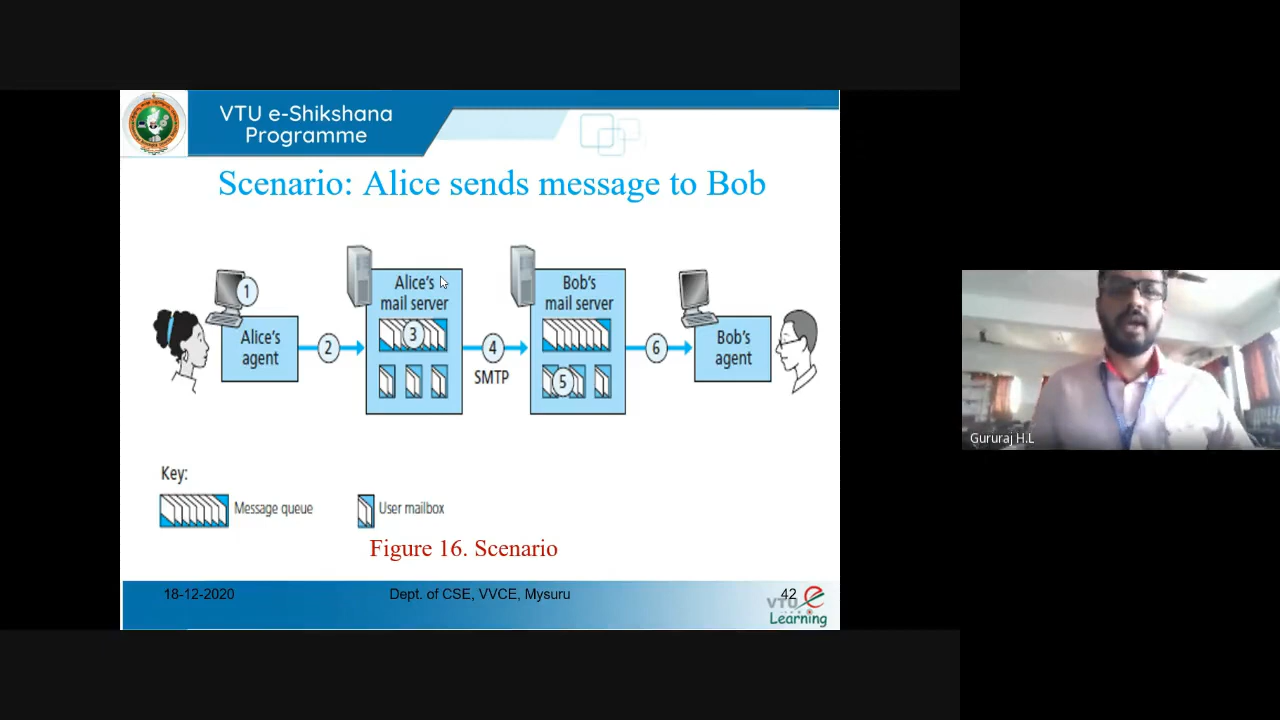 VTU e-Shikshana
Programme
Scenario: Alice sends message to Bob
1
Alice's
mail server
Bob's
mail server
Alice's
agent
2
3
4
SMTP
5
6
Bob's
agent
Key:
Message queue
User mailbox
Figure 16. Scenario
18-12-2020
Dept. of CSE, VVCE, Mysuru
42
VTU e
Learning
Gururaj H.L